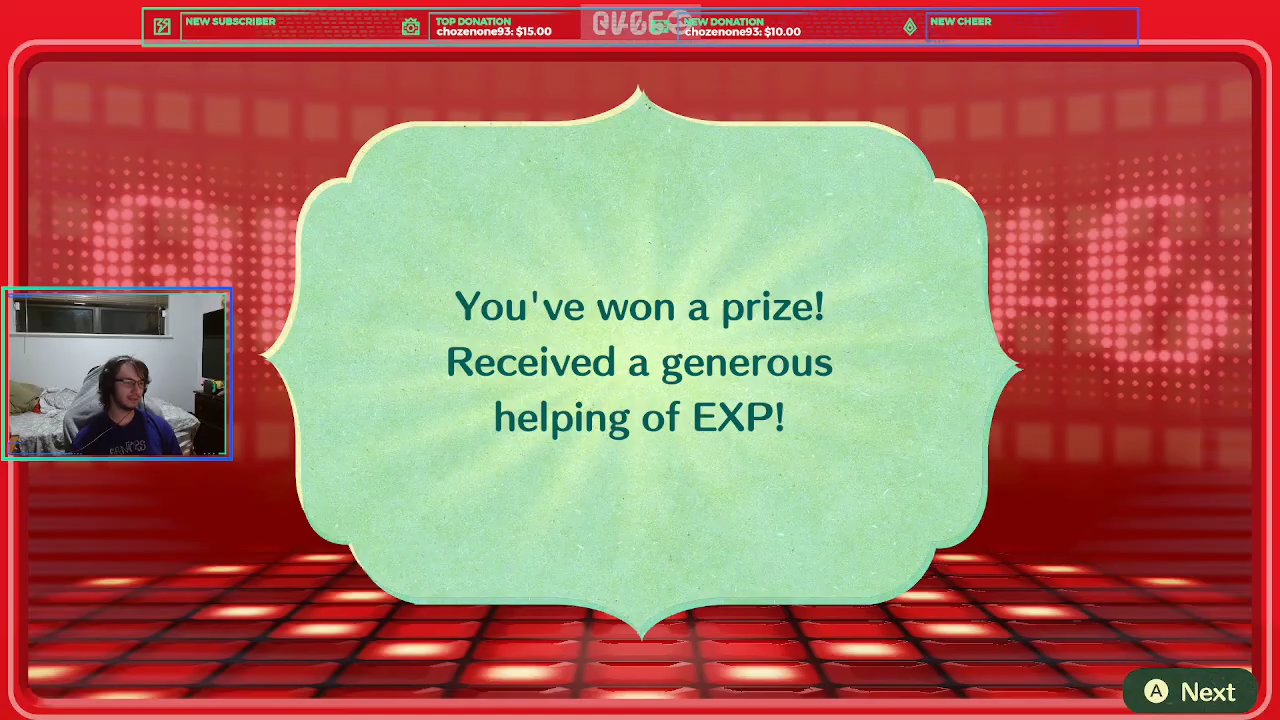 NEW SUBSCRIBER
TOP DONATION
chozenone93: $15.00
NEW DONATION
chozenone93: $10.00
NEW CHEER
You've won a prize!
Received a generous
helping of EXP!
A Next